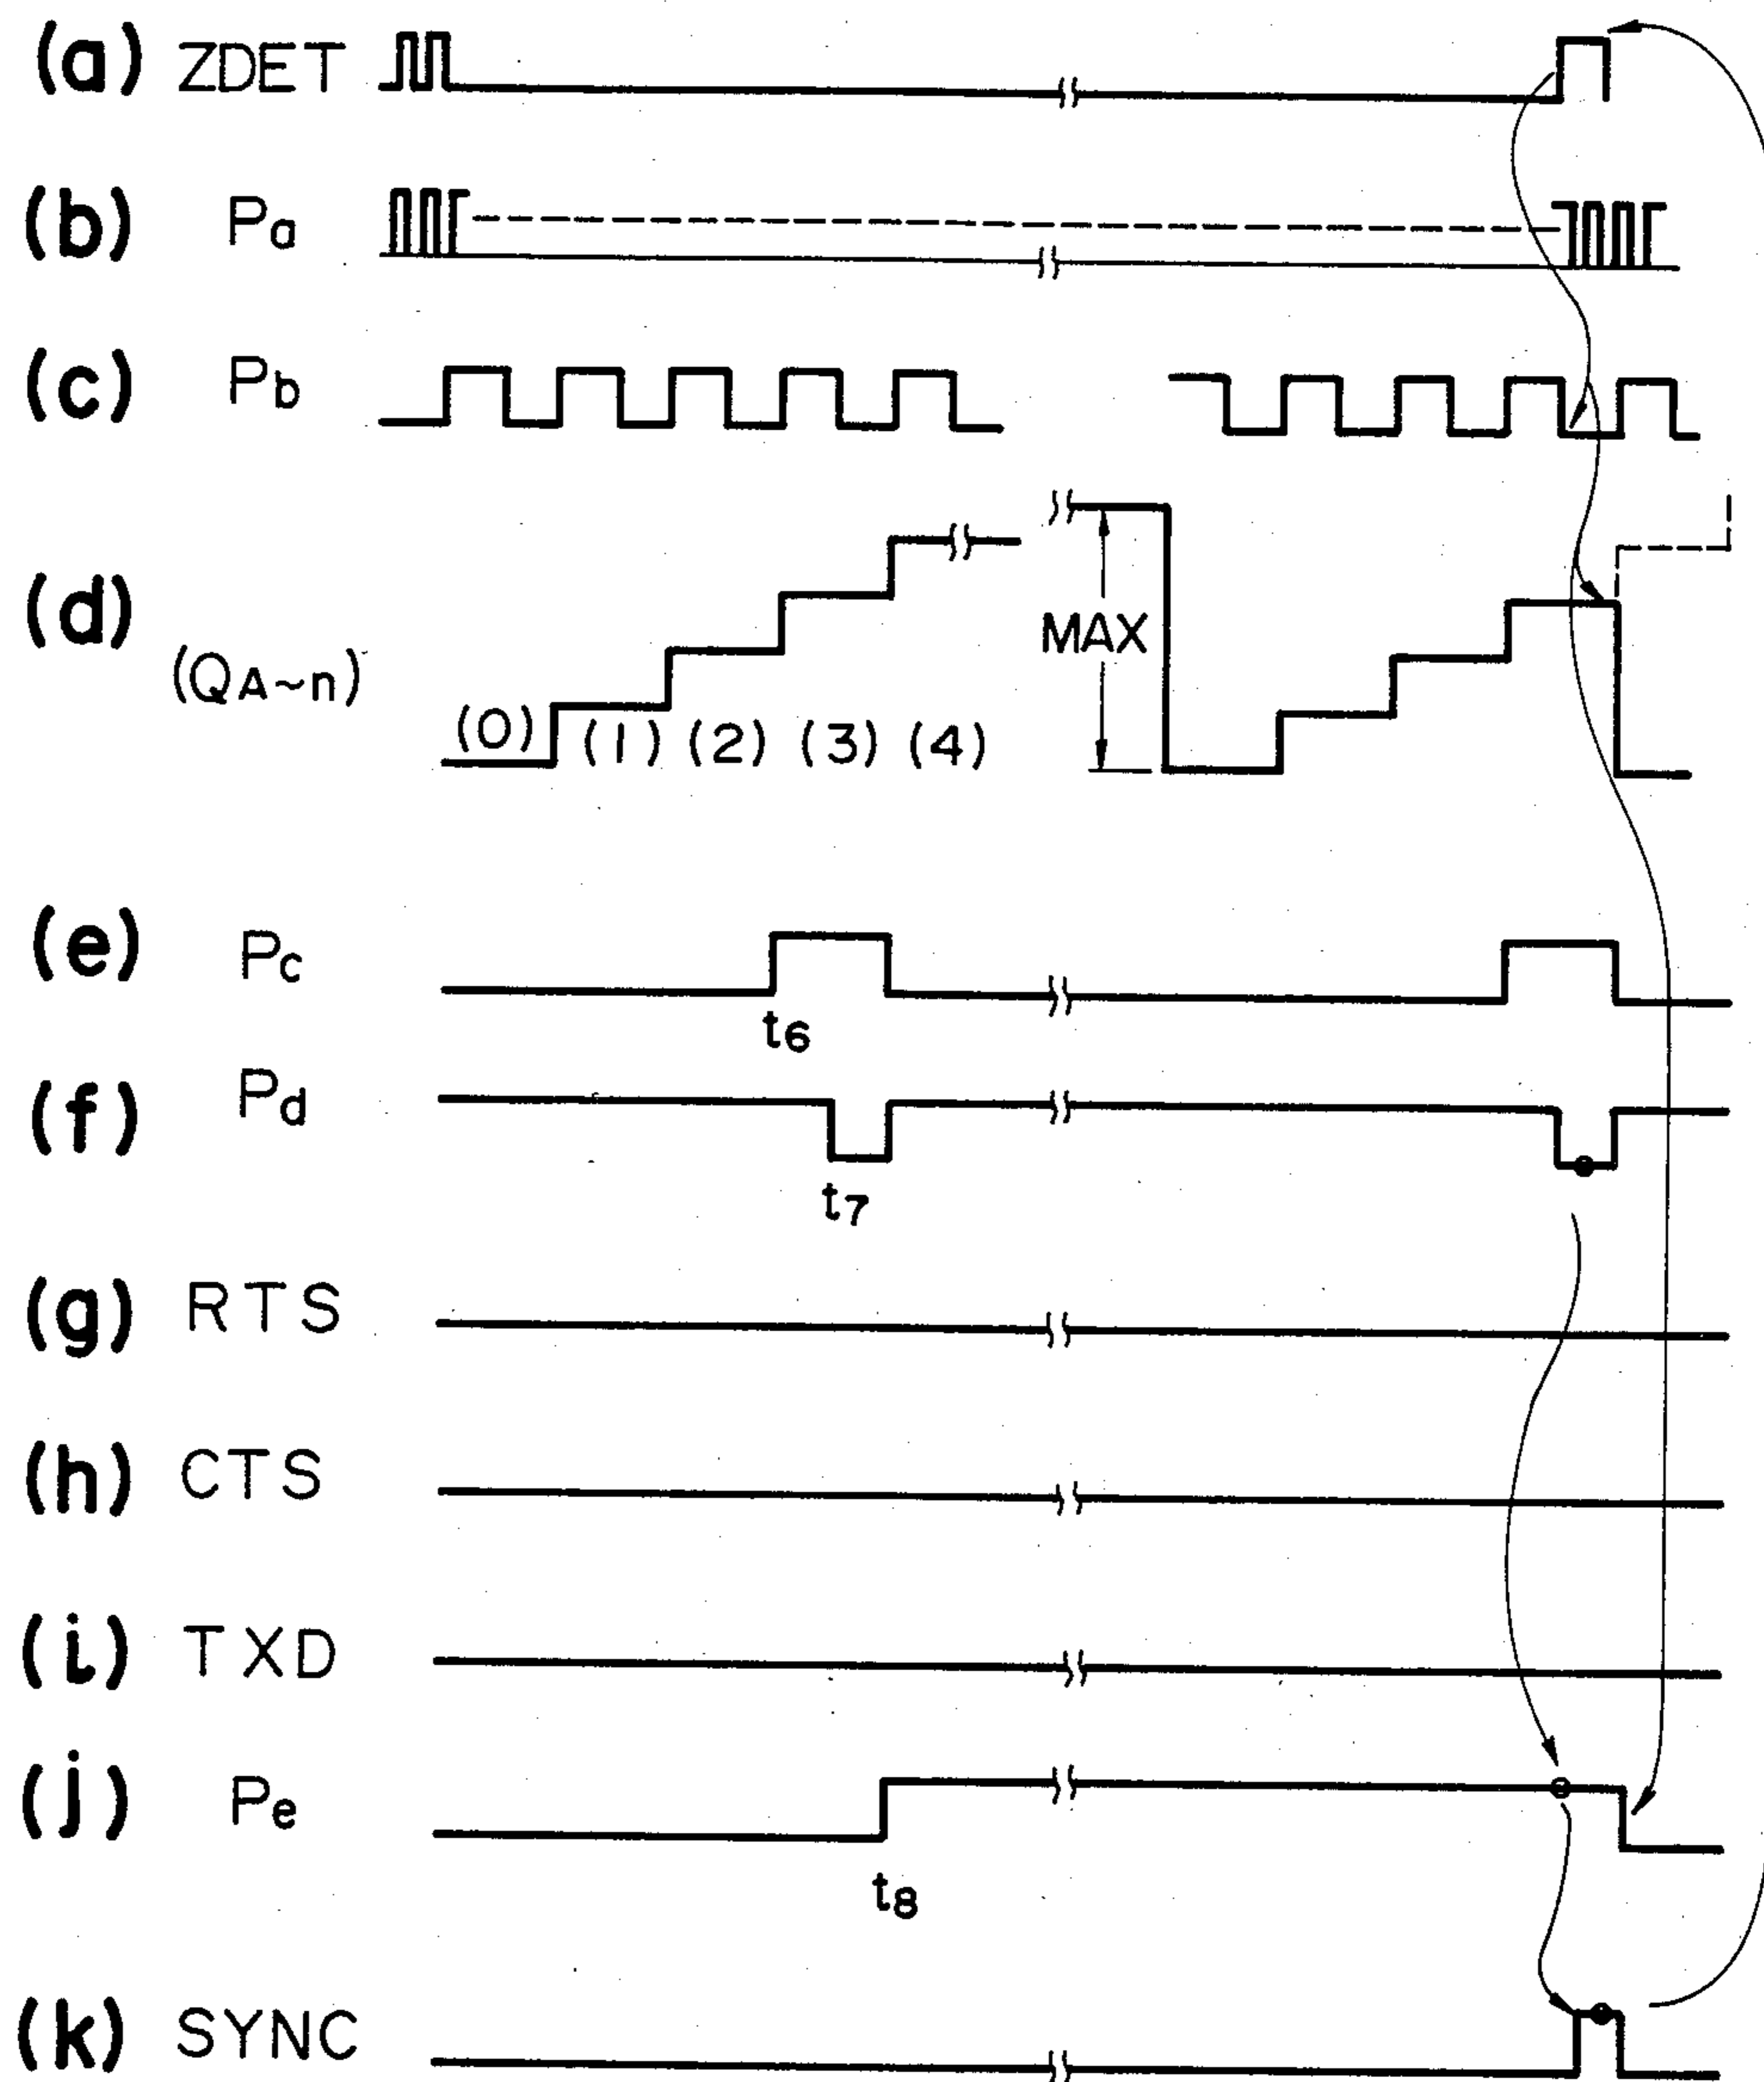 (a) ZDET
(b) Pa
(c) Pb
(d) (QA~n)
MAX
(0) (1) (2) (3) (4)
(e) Pc
t6
(f) Pd
t7
(g) RTS
(h) CTS
(i) TXD
(j) Pe
t8
(k) SYNC